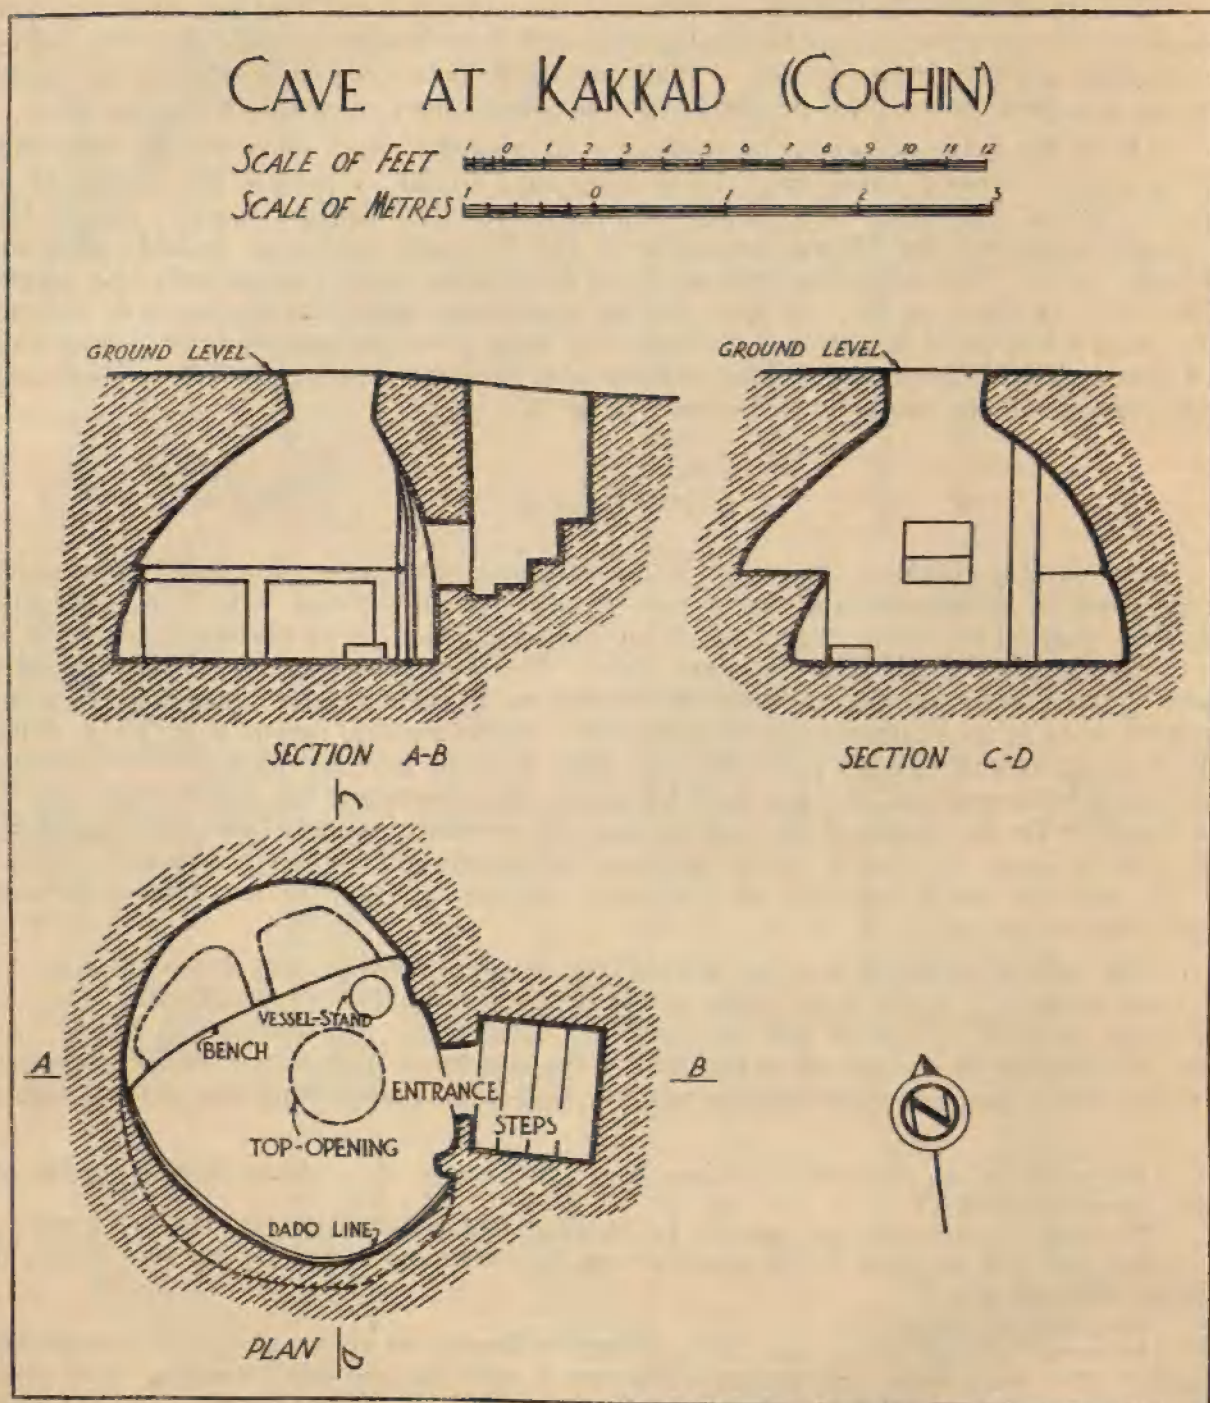 CAVE AT KAKKAD (COCHIN)
SCALE OF FEET 1 0 1 2 3 4 5 6 7 8 9 10 11 12
SCALE OF METRES 1 0 1 2 3
GROUND LEVEL
GROUND LEVEL
SECTION A-B
SECTION C-D
C
VESSEL-STAND
BENCH
A
B
ENTRANCE
STEPS
TOP-OPENING
N
DADO LINE
PLAN
D